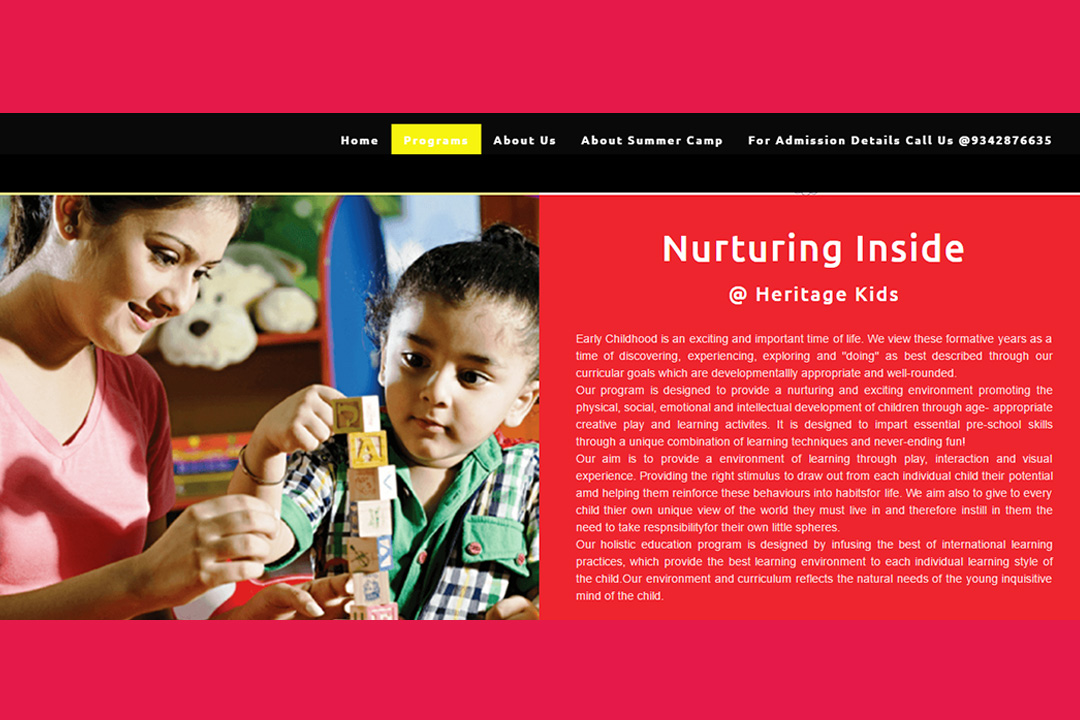 Home Programs About Us About Summer Camp For Admission Details Call Us @9342876635
Nurturing Inside
@ Heritage Kids
Early Childhood is an exciting and important time of life. We view these formative years as a
time of discovering, experiencing, exploring and "doing" as best described through our
curricular goals which are developmentallly appropriate and well-rounded.
Our program is designed to provide a nurturing and exciting environment promoting the
physical, social, emotional and intellectual development of children through age- appropriate
creative play and learning activites. It is designed to impart essential pre-school skills
through a unique combination of learning techniques and never-ending fun!
Our aim is to provide a environment of learning through play, interaction and visual
experience. Providing the right stimulus to draw out from each individual child their potential
amd helping them reinforce these behaviours into habitsfor life. We aim also to give to every
child thier own unique view of the world they must live in and therefore instill in them the
need to take respnsibilityfor their own little spheres.
Our holistic education program is designed by infusing the best of international learning
practices, which provide the best learning environment to each individual learning style of
the child.Our environment and curriculum reflects the natural needs of the young inquisitive
mind of the child.
A